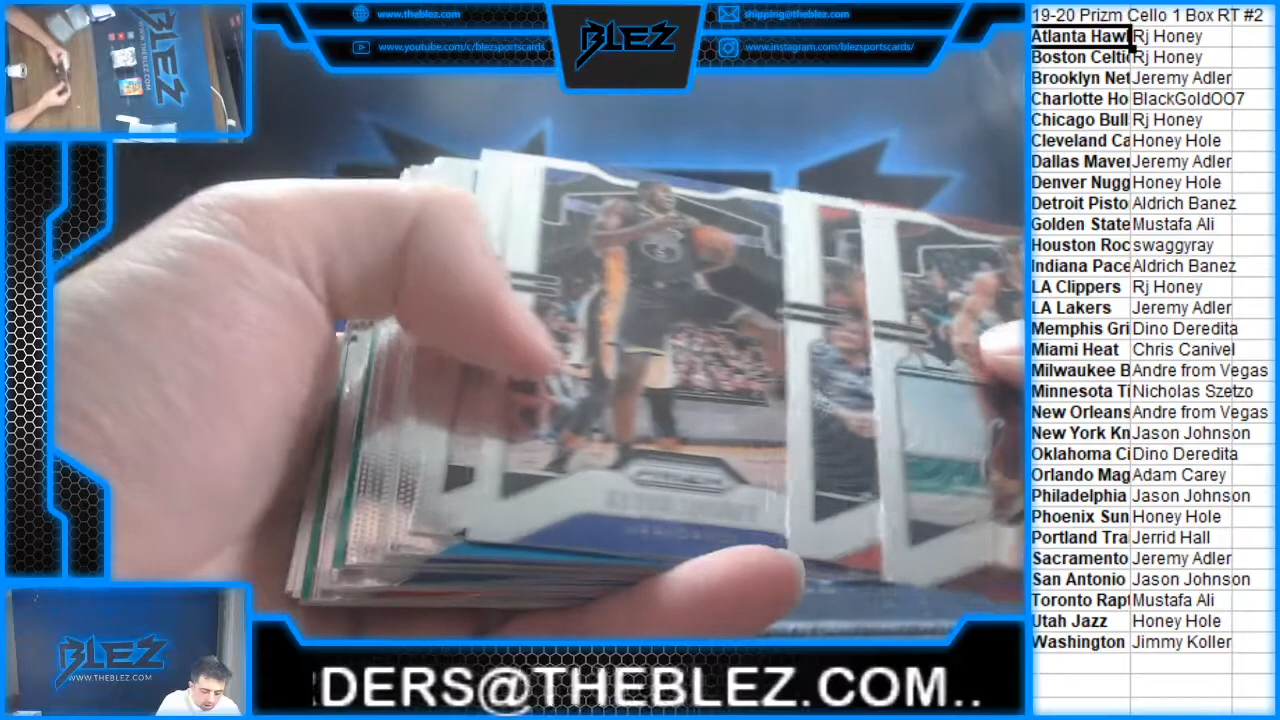 www.theblez.com
www.youtube.com/c/blezsportscards
BLEZ
shipping@theblez.com
www.instagram.com/blezsportscards/
BLEZ
WWW.THEBLEZ.COM
BLEZ
WWW.THEBLEZ.COM
DERS@THEBLEZ.COM..
19-20 Prizm Cello 1 Box RT #2
Atlanta Hawl Rj Honey
Boston Celtic Rj Honey
Brooklyn Net Jeremy Adler
Charlotte Ho BlackGoldOO7
Chicago Bull Rj Honey
Cleveland Ca Honey Hole
Dallas Maver Jeremy Adler
Denver Nugg Honey Hole
Detroit Pisto Aldrich Banez
Golden State Mustafa Ali
Houston Roc swaggyray
Indiana Pace Aldrich Banez
LA Clippers Rj Honey
LA Lakers Jeremy Adler
Memphis Gri Dino Deredita
Miami Heat Chris Canivel
Milwaukee B Andre from Vegas
Minnesota Ti Nicholas Szetzo
New Orleans Andre from Vegas
New York Kn Jason Johnson
Oklahoma Ci Dino Deredita
Orlando Mag Adam Carey
Philadelphia Jason Johnson
Phoenix Sun Honey Hole
Portland Tra Jerrid Hall
Sacramento Jeremy Adler
San Antonio Jason Johnson
Toronto Rapt Mustafa Ali
Utah Jazz Honey Hole
Washington Jimmy Koller